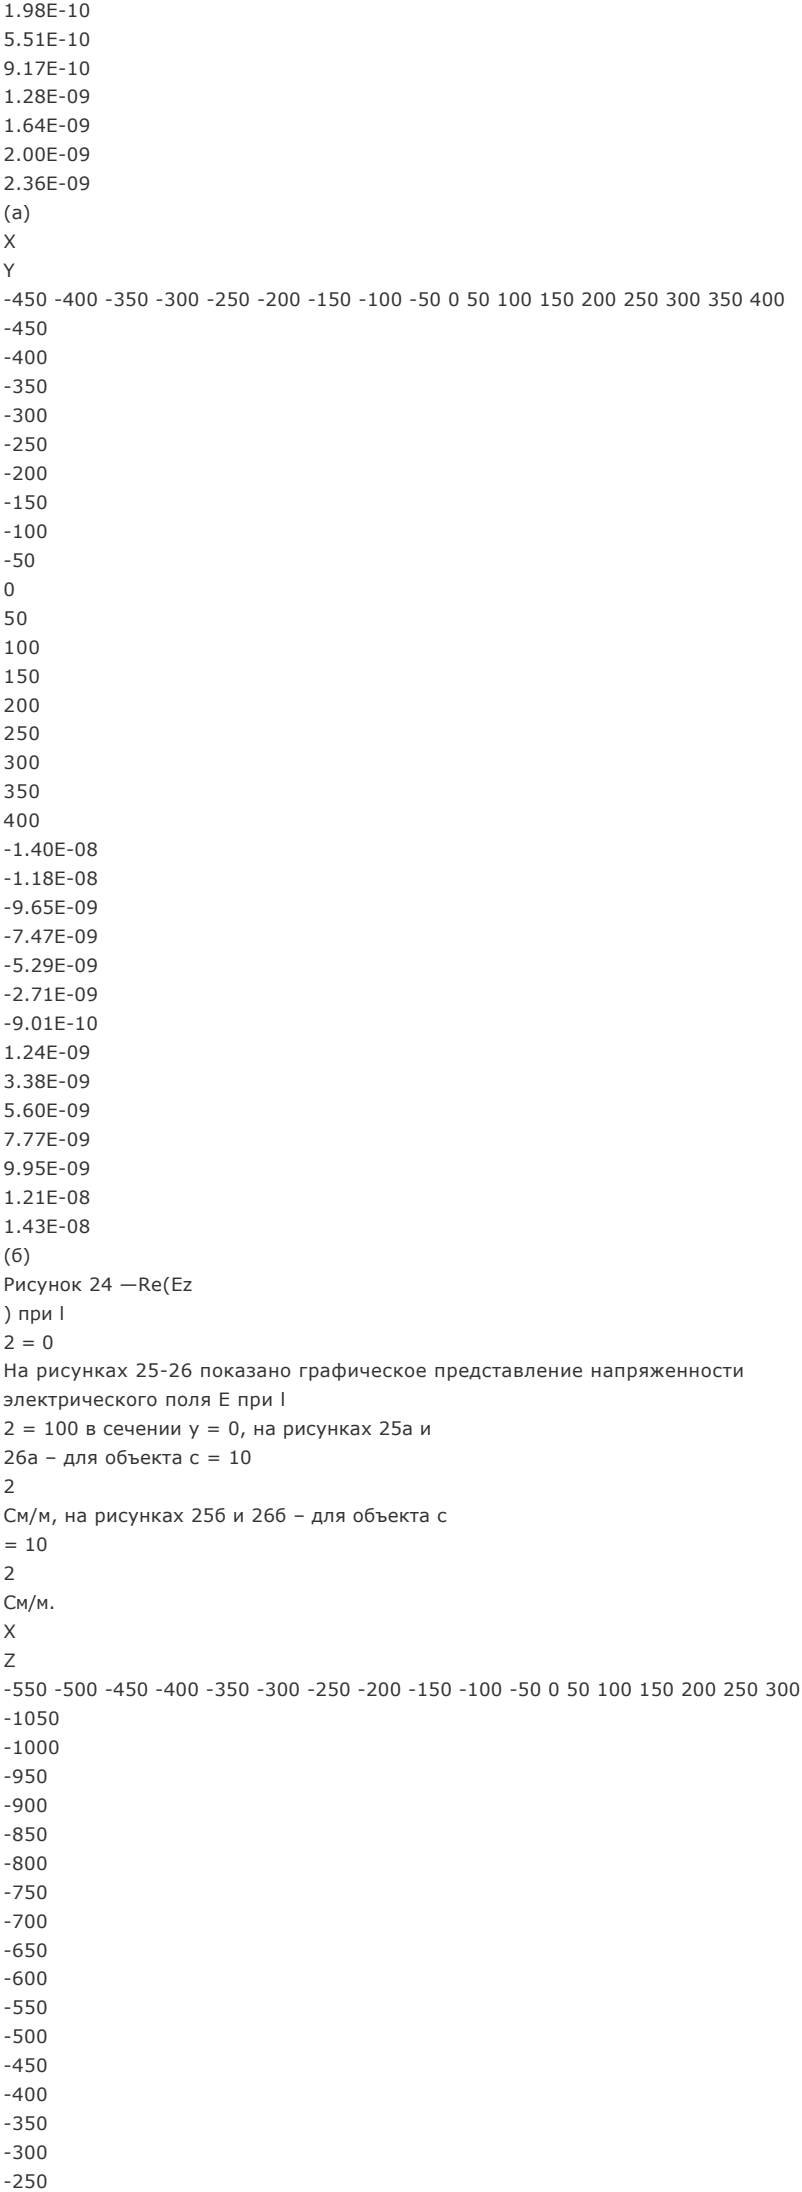 1.98E-10
5.51E-10
9.17E-10
1.28E-09
1.64E-09
2.00E-09
2.36E-09
(а)
X
Y
-450 -400 -350 -300 -250 -200 -150 -100 -50 0 50 100 150 200 250 300 350 400
-450
-400
-350
-300
-250
-200
-150
-100
-50
0
50
100
150
200
250
300
350
400
-1.40E-08
-1.18E-08
-9.65E-09
-7.47E-09
-5.29E-09
-2.71E-09
-9.01E-10
1.24E-09
3.38E-09
5.60E-09
7.77E-09
9.95E-09
1.21E-08
1.43E-08
(б)
Рисунок 24 —Re(Ez
) при l
2 = 0
На рисунках 25-26 показано графическое представление напряженности
электрического поля E при l
2 = 100 в сечении y = 0, на рисунках 25а и
26а – для объекта с = 10
2
См/м, на рисунках 25б и 26б – для объекта с
= 10
2
См/м.
X
Z
-550 -500 -450 -400 -350 -300 -250 -200 -150 -100 -50 0 50 100 150 200 250 300
-1050
-1000
-950
-900
-850
-800
-750
-700
-650
-600
-550
-500
-450
-400
-350
-300
-250